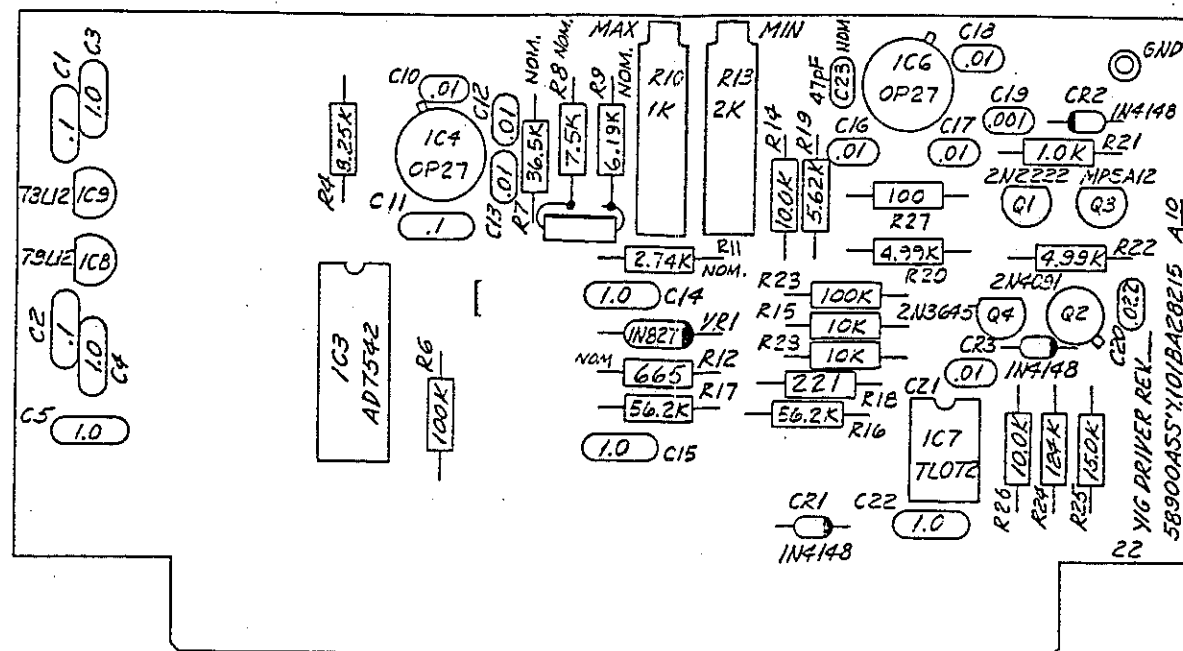 C1
C3
.1
1.0
T3L12
IC9
79L12
IC8
C2
.1
1.0
C4
C5
1.0
R4
8.25K
C10
.01
IC4
OP27
C12
.01
C13
.01
C11
.1
IC3
AD7542
R6
100K
NOM.
36.5K
R7
R8 NOM.
7.5K
R9
NOM.
6.19K
MAX
R10
1K
MIN
R13
2K
2.74K
R11
NOM.
1.0
C14
1N827
VR1
NOM
665
R12
56.2K
R17
1.0
C15
R14
10.0K
R19
5.62K
47pF
C23
NOM
C16
.01
IC6
OP27
C18
.01
C17
.01
C19
.001
GND
CR2
1N4148
1.0K
R21
100
R27
2N2222
Q1
MPSA12
Q3
4.99K
R20
4.99K
R22
R23
100K
R15
10K
R23
10K
221
R18
56.2K
R16
2N3645
Q4
2N4091
Q2
.022
C20
CR3
1N4148
C21
.01
IC7
TL072
10.0K
R26
124K
R24
15.0K
R25
CR1
1N4148
C22
1.0
22
YIG DRIVER REV.
58900ASS'Y,101/BA28215 A10